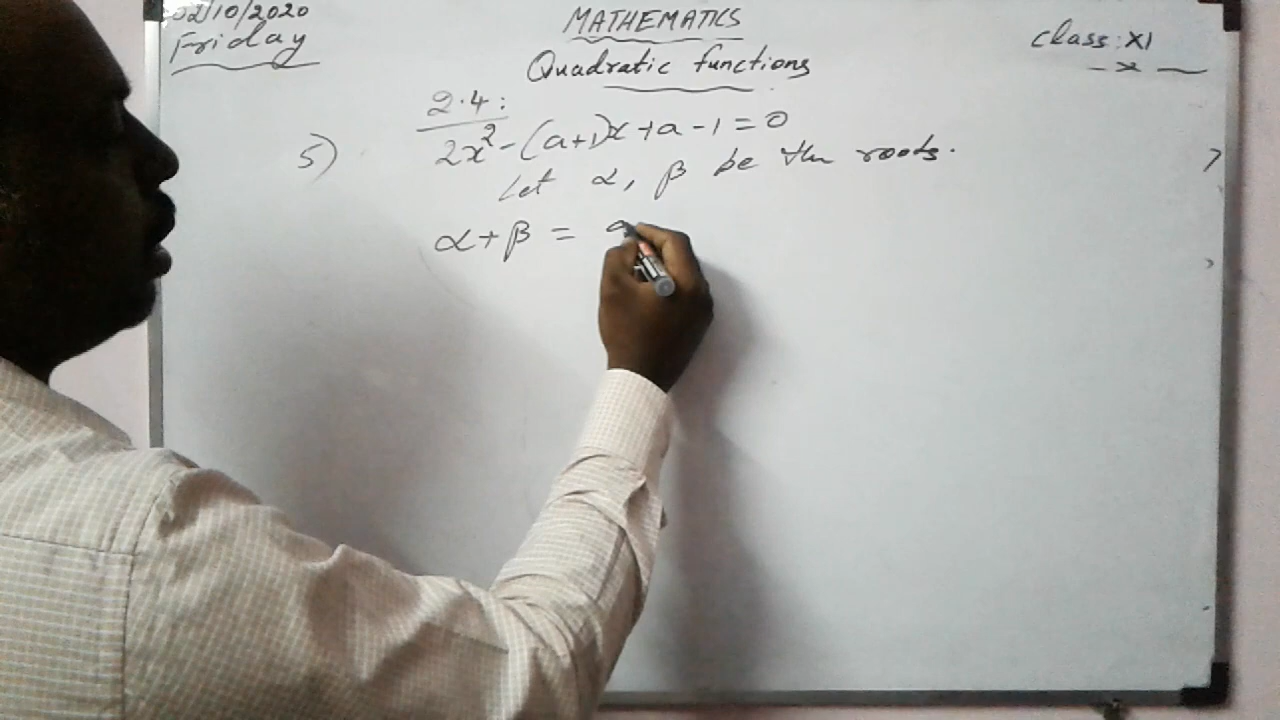 02/10/2020
Friday
MATHEMATICS
Quadratic functions
Class: XI
x
2.4:
5) 2x² - (a+1)x + a - 1 = 0
Let α, β be the roots.
α + β =